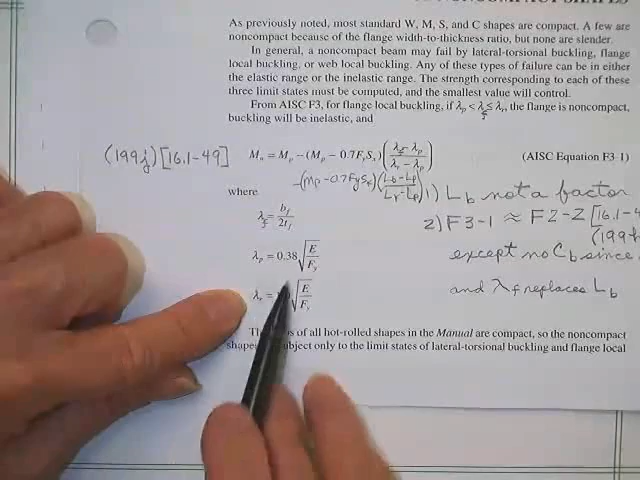 As previously noted, most standard W, M, S, and C shapes are compact. A few are
noncompact because of the flange width-to-thickness ratio, but none are slender.
In general, a noncompact beam may fail by lateral-torsional buckling, flange
local buckling, or web local buckling. Any of these types of failure can be in either
the elastic range or the inelastic range. The strength corresponding to each of these
three limit states must be computed, and the smallest value will control.
From AISC F3, for flange local buckling, if λp < λf ≤ λr, the flange is noncompact,
buckling will be inelastic, and
(199j) [16.1-49] Mn = Mp − (Mp − 0.7FySx) (λf − λp / λr − λp) (AISC Equation F3-1)
−(Mp − 0.7FySx) (Lb − Lp / Lr − Lp)
where
1) Lb not a factor
λf = bf / 2tf
2) F3-1 ≈ F2-2 [16.1-4
(199h
λp = 0.38 √(E / Fy)
except no Cb since
λr = √(E / Fy)
and λf replaces Lb
of all hot-rolled shapes in the Manual are compact, so the noncompact
shapes subject only to the limit states of lateral-torsional buckling and flange local